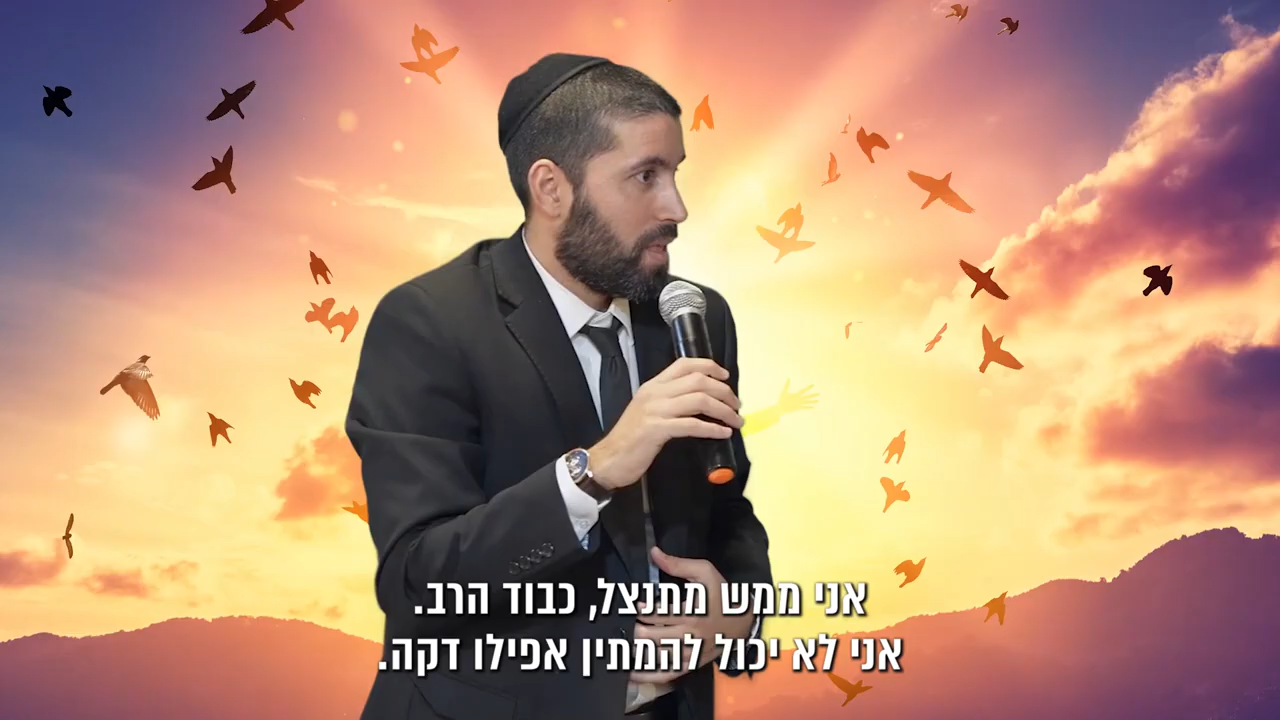 אני ממש מתנצל, כבוד הרב.
אני לא יכול להמתין אפילו דקה.